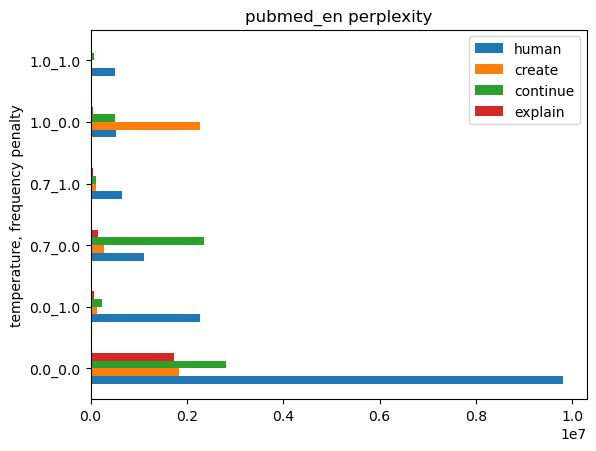 pubmed_en perplexity
human
create
continue
explain
temperature, frequency penalty
1.0_1.0
1.0_0.0
0.7_1.0
0.7_0.0
0.0_1.0
0.0_0.0
0.0 0.2 0.4 0.6 0.8 1.0
1e7